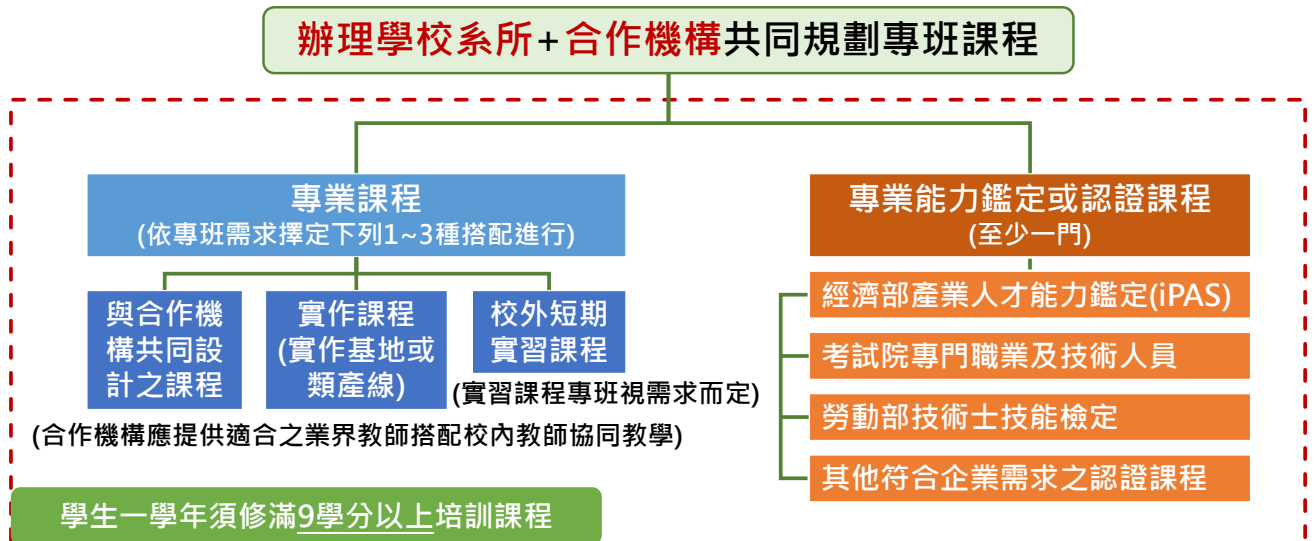 辦理學校系所+合作機構共同規劃專班課程
專業課程
(依專班需求擇定下列1~3種搭配進行)
與合作機
構共同設
計之課程
實作課程
(實作基地或
類產線)
校外短期
實習課程
(實習課程專班視需求而定)
(合作機構應提供適合之業界教師搭配校內教師協同教學)
專業能力鑑定或認證課程
(至少一門)
經濟部產業人才能力鑑定(iPAS)
考試院專門職業及技術人員
勞動部技術士技能檢定
其他符合企業需求之認證課程
學生一學年須修滿9學分以上培訓課程